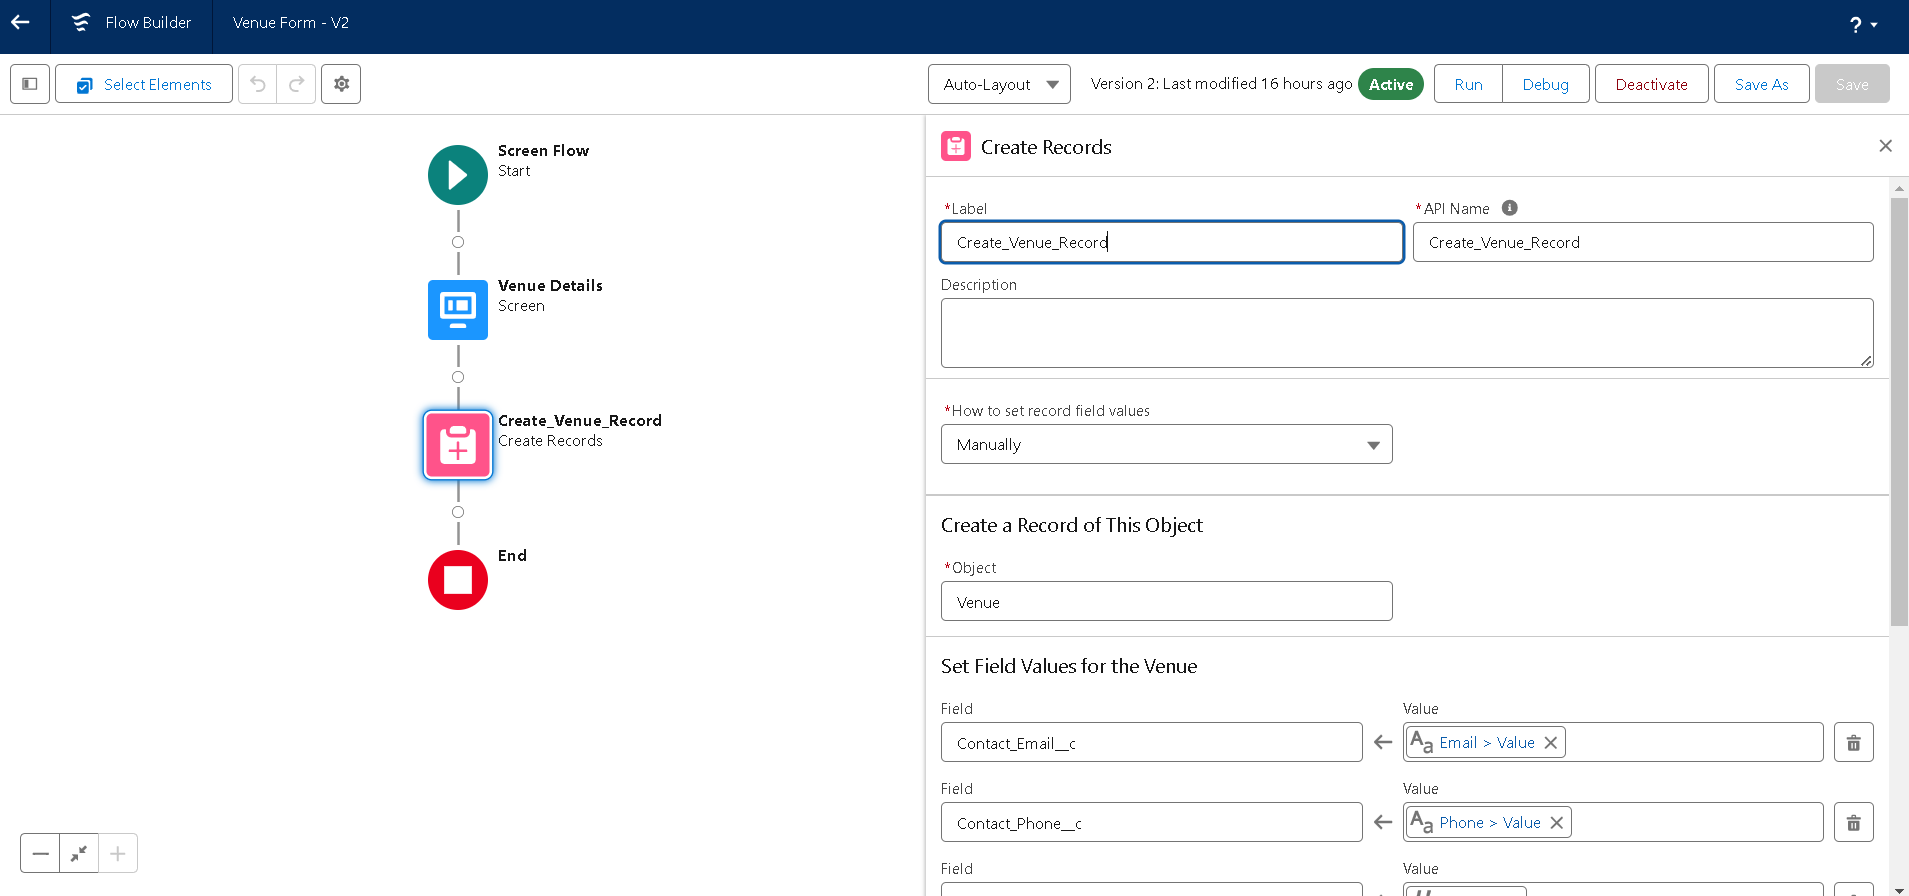 Flow Builder
Venue Form - V2
?
Select Elements
Auto-Layout
Version 2: Last modified 16 hours ago
Active
Run
Debug
Deactivate
Save As
Save
Screen Flow
Start
Venue Details
Screen
Create_Venue_Record
Create Records
End
Create Records
*Label
*API Name
Create_Venue_Record
Create_Venue_Record
Description
*How to set record field values
Manually
Create a Record of This Object
*Object
Venue
Set Field Values for the Venue
Field
Value
Contact_Email__c
Aa Email > Value
Field
Value
Contact_Phone__c
Aa Phone > Value
Field
Value